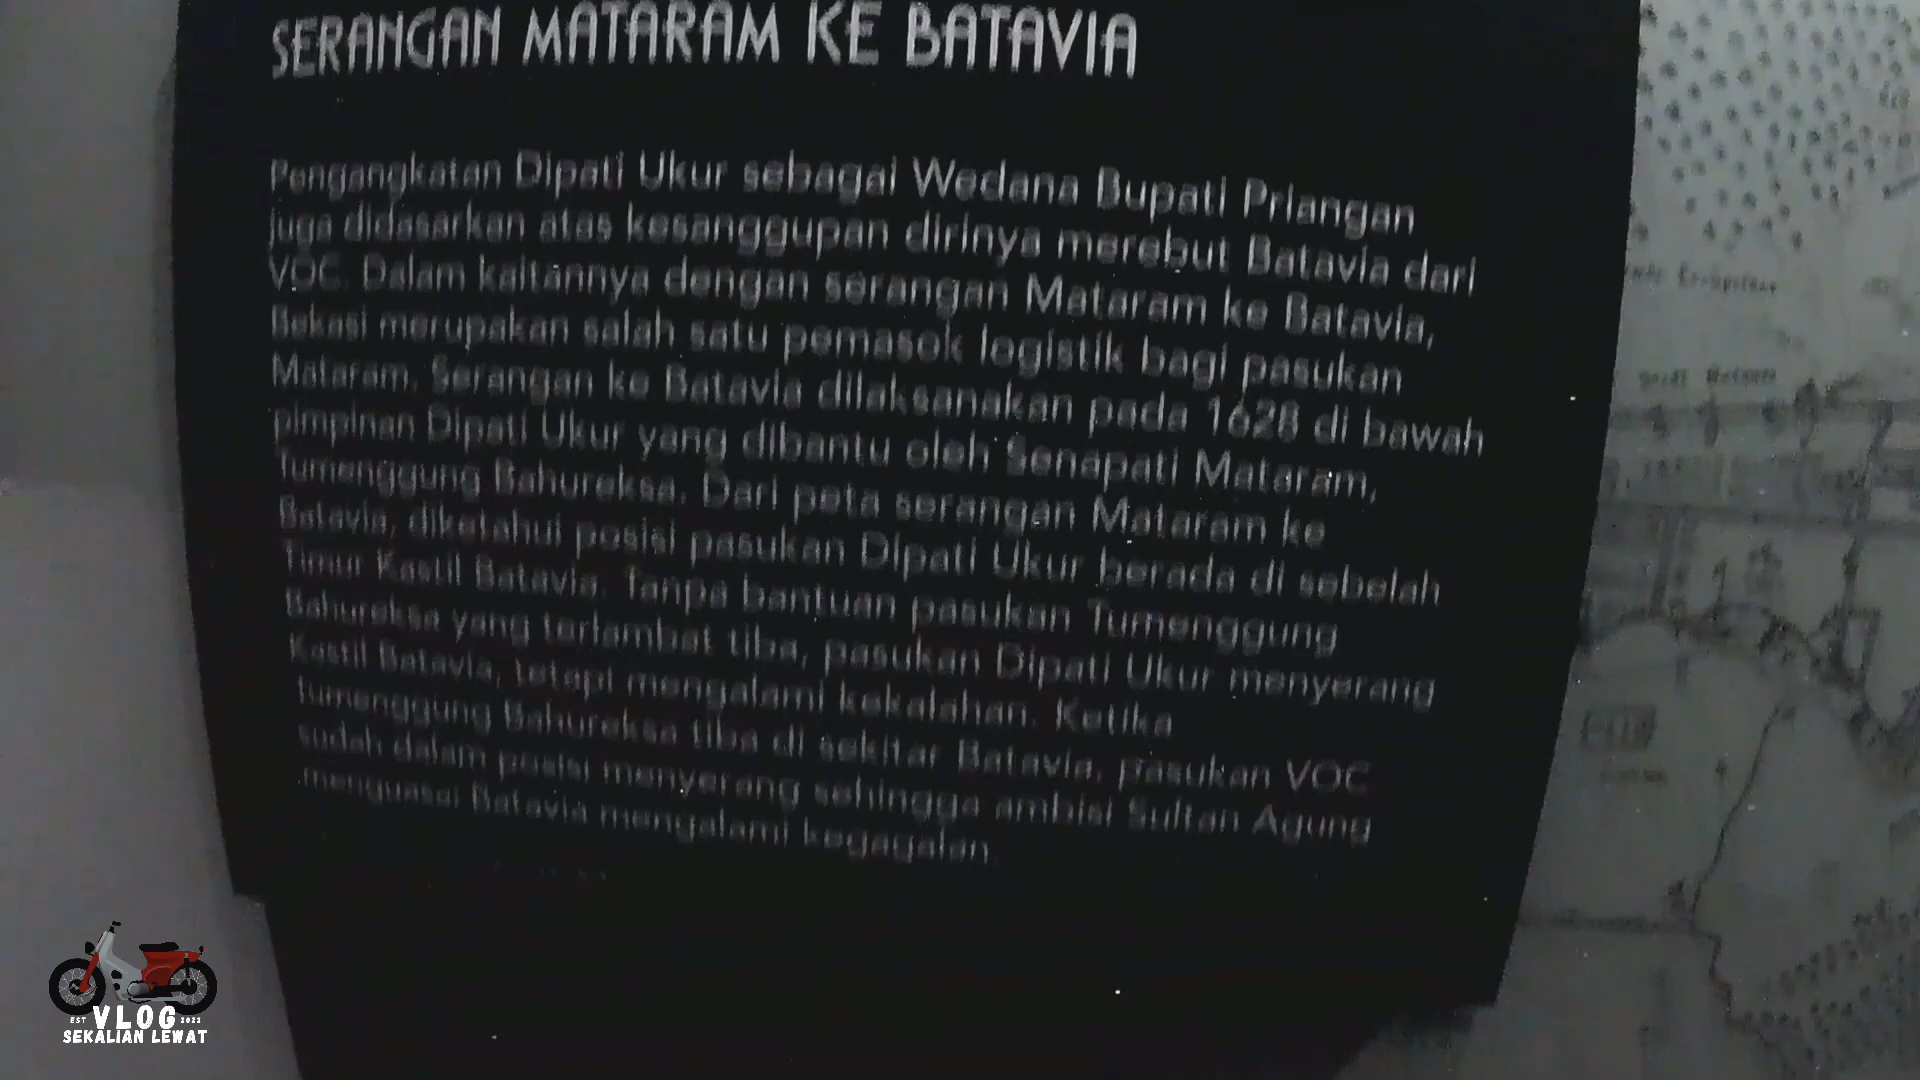 SERANGAN MATARAM KE BATAVIA
Pengangkatan Dipati Ukur sebagai Wedana Bupati Priangan
juga didasarkan atas kesanggupan dirinya merebut Batavia dari
VOC. Dalam kaitannya dengan serangan Mataram ke Batavia,
Bekasi merupakan salah satu pemasok logistik bagi pasukan
Mataram. Serangan ke Batavia dilaksanakan pada 1628 di bawah
pimpinan Dipati Ukur yang dibantu oleh Senapati Mataram,
Tumenggung Bahureksa. Dari peta serangan Mataram ke
Batavia, diketahui posisi pasukan Dipati Ukur berada di sebelah
Timur Kastil Batavia. Tanpa bantuan pasukan Tumenggung
Bahureksa yang terlambat tiba, pasukan Dipati Ukur menyerang
Kastil Batavia, tetapi mengalami kekalahan. Ketika
Tumenggung Bahureksa tiba di sekitar Batavia, pasukan VOC
sudah dalam posisi menyerang sehingga ambisi Sultan Agung
menguasai Batavia mengalami kegagalan.
EST VLOG 2022
SEKALIAN LEWAT